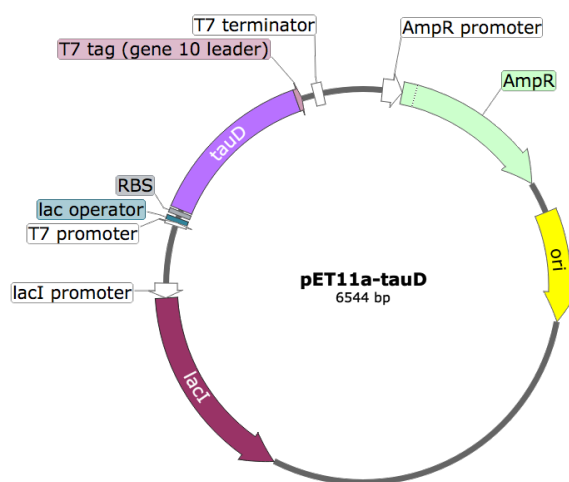 T7 terminator
AmpR promoter
T7 tag (gene 10 leader)
AmpR
tauD
RBS
lac operator
T7 promoter
ori
lacI promoter
pET11a-tauD
6544 bp
lacI